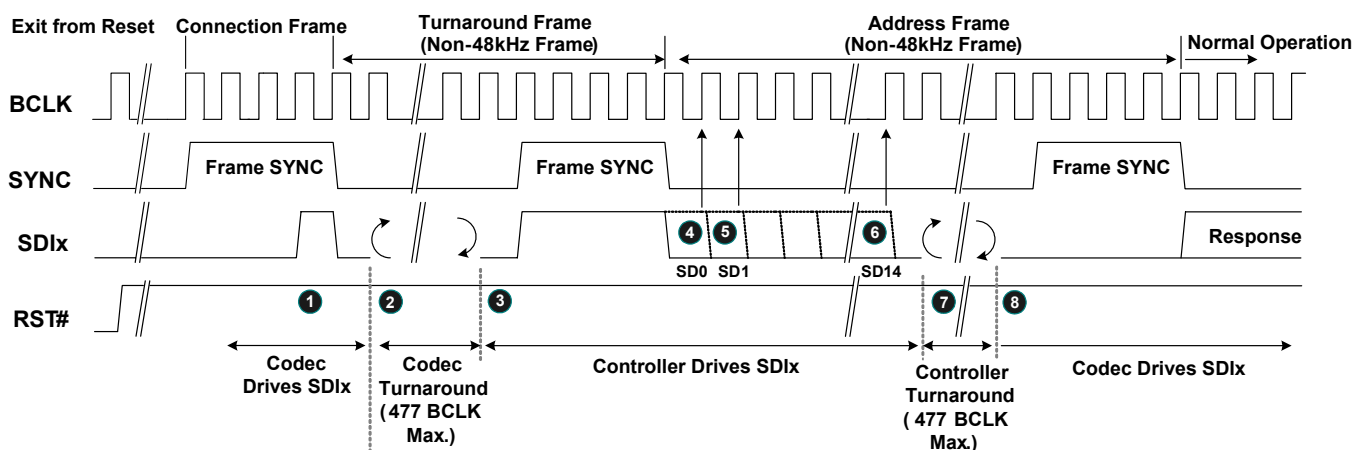 Exit from Reset
Connection Frame
Turnaround Frame
(Non-48kHz Frame)
Address Frame
(Non-48kHz Frame)
Normal Operation
BCLK
SYNC
Frame SYNC
Frame SYNC
Frame SYNC
SDIx
4
5
6
Response
SD0
SD1
SD14
RST#
1
2
3
7
8
Codec
Drives SDIx
Codec
Turnaround
( 477 BCLK
Max.)
Controller Drives SDIx
Controller
Turnaround
( 477 BCLK
Max.)
Codec Drives SDIx